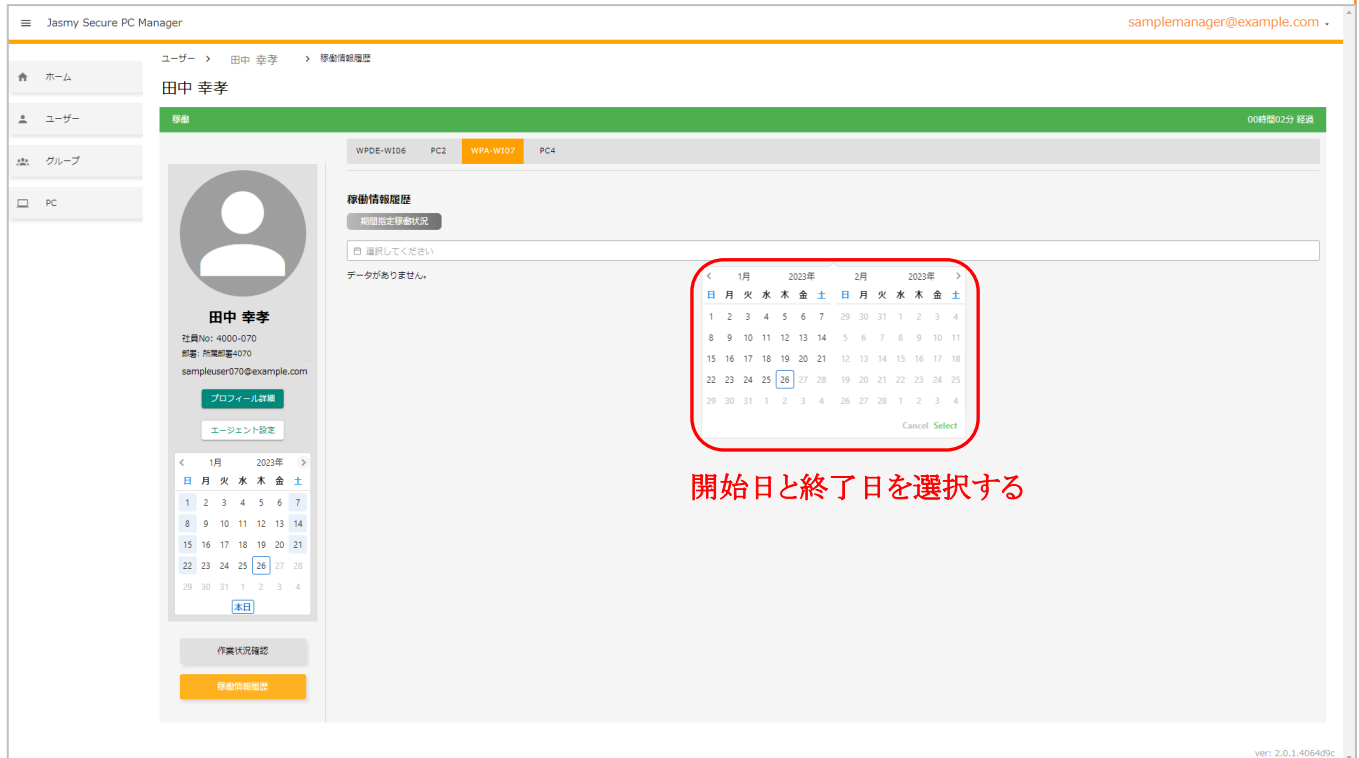 Jasmy Secure PC Manager
samplemanager@example.com
ユーザー > 田中 幸孝 > 稼働情報履歴
田中 幸孝
ホーム
ユーザー
グループ
PC
稼働
00時間02分 経過
WPDE-WI06 PC2 WPA-WI07 PC4
田中 幸孝
社員No: 4000-070
部署: 所属部署4070
sampleuser070@example.com
プロフィール詳細
エージェント設定
1月 2023年
日 月 火 水 木 金 土
1 2 3 4 5 6 7
8 9 10 11 12 13 14
15 16 17 18 19 20 21
22 23 24 25 26 27 28
29 30 31 1 2 3 4
本日
作業状況確認
稼働情報履歴
稼働情報履歴
期間指定稼働状況
選択してください
データがありません。
1月 2023年 2月 2023年
日 月 火 水 木 金 土 日 月 火 水 木 金 土
1 2 3 4 5 6 7 29 30 31 1 2 3 4
8 9 10 11 12 13 14 5 6 7 8 9 10 11
15 16 17 18 19 20 21 12 13 14 15 16 17 18
22 23 24 25 26 27 28 19 20 21 22 23 24 25
29 30 31 1 2 3 4 26 27 28 1 2 3 4
Cancel Select
開始日と終了日を選択する
ver: 2.0.1.4064d9c